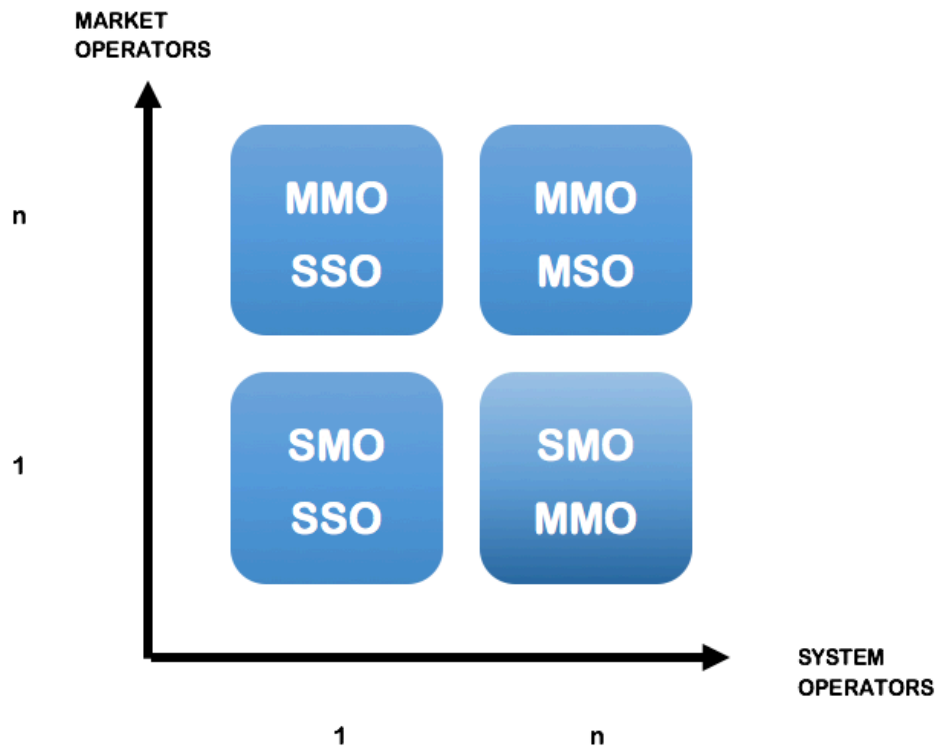 MARKET
OPERATORS
n
MMO
SSO
MMO
MSO
1
SMO
SSO
SMO
MMO
SYSTEM
OPERATORS
1
n